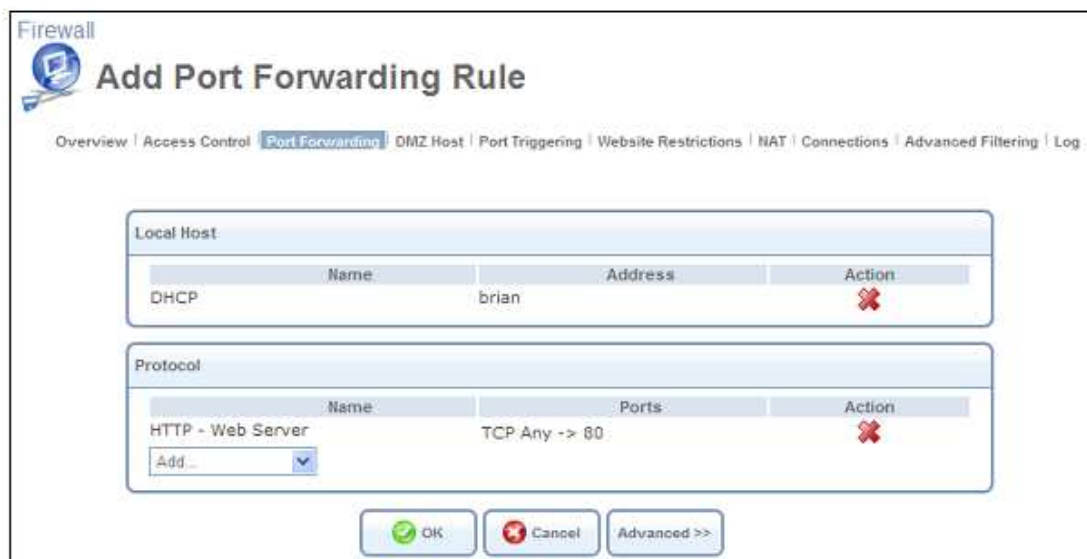 Firewall
Add Port Forwarding Rule
Overview | Access Control | Port Forwarding | DMZ Host | Port Triggering | Website Restrictions | NAT | Connections | Advanced Filtering | Log
Local Host
Name Address Action
DHCP brian
Protocol
Name Ports Action
HTTP - Web Server TCP Any -> 80
Add...
OK Cancel Advanced >>